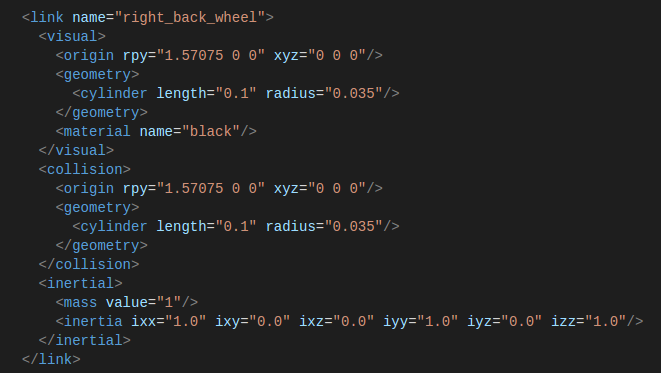 <link name="right_back_wheel">
<visual>
<origin rpy="1.57075 0 0" xyz="0 0 0"/>
<geometry>
<cylinder length="0.1" radius="0.035"/>
</geometry>
<material name="black"/>
</visual>
<collision>
<origin rpy="1.57075 0 0" xyz="0 0 0"/>
<geometry>
<cylinder length="0.1" radius="0.035"/>
</geometry>
</collision>
<inertial>
<mass value="1"/>
<inertia ixx="1.0" ixy="0.0" ixz="0.0" iyy="1.0" iyz="0.0" izz="1.0"/>
</inertial>
</link>